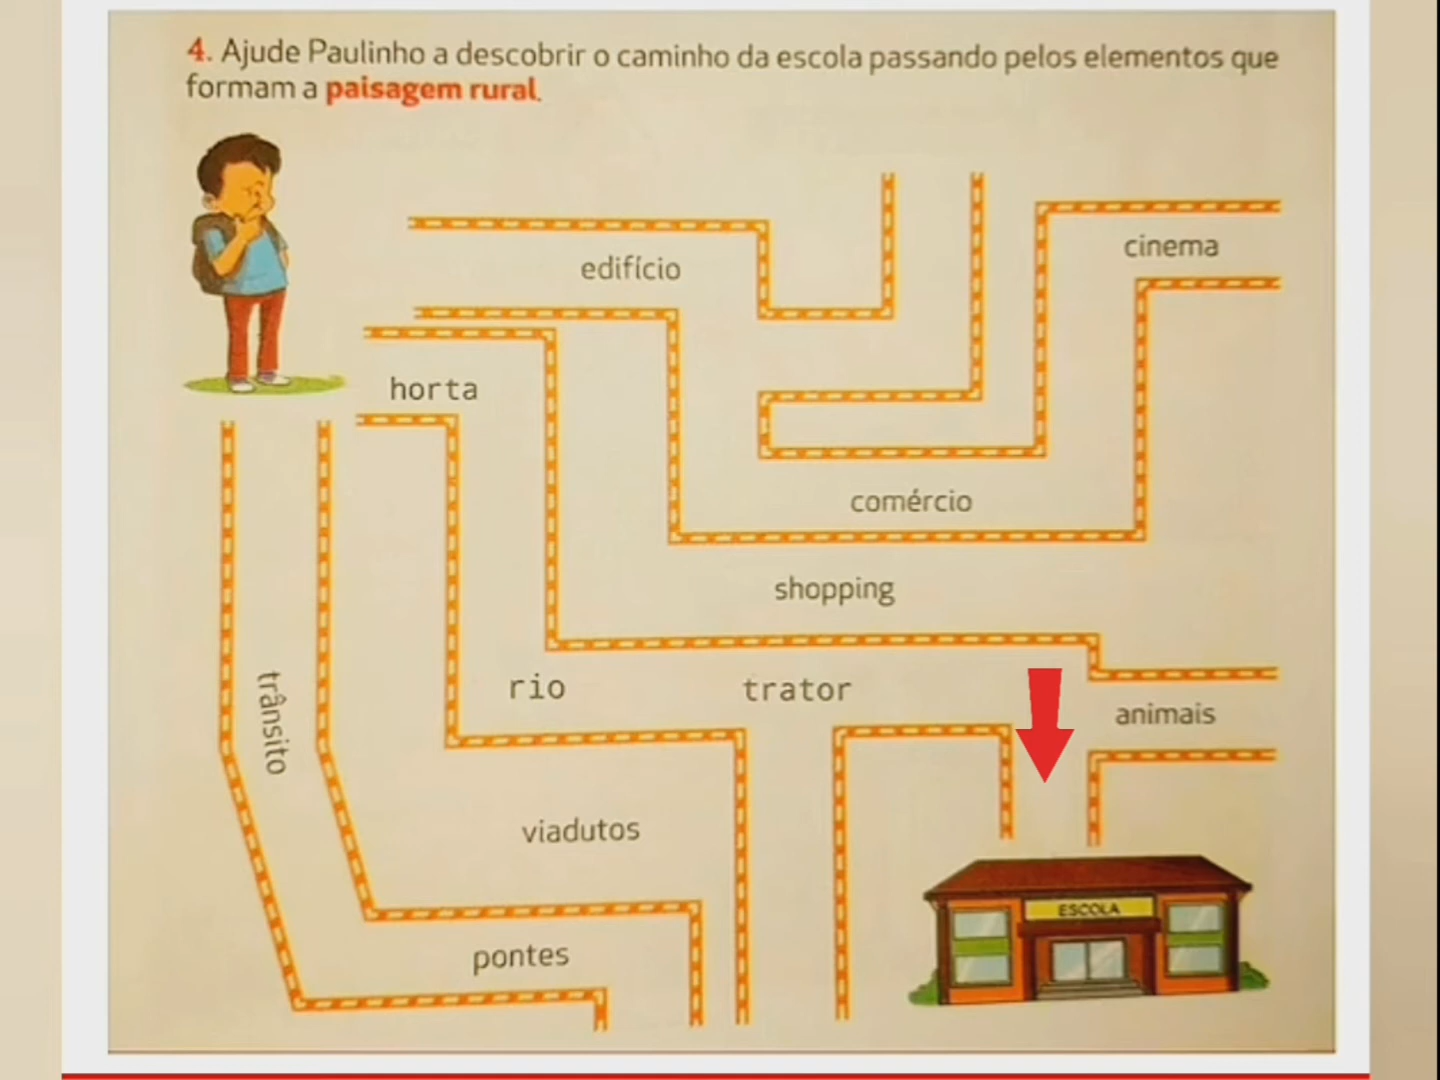 4. Ajude Paulinho a descobrir o caminho da escola passando pelos elementos que
formam a paisagem rural.
cinema
edifício
horta
comércio
shopping
trânsito
rio
trator
animais
viadutos
ESCOLA
pontes